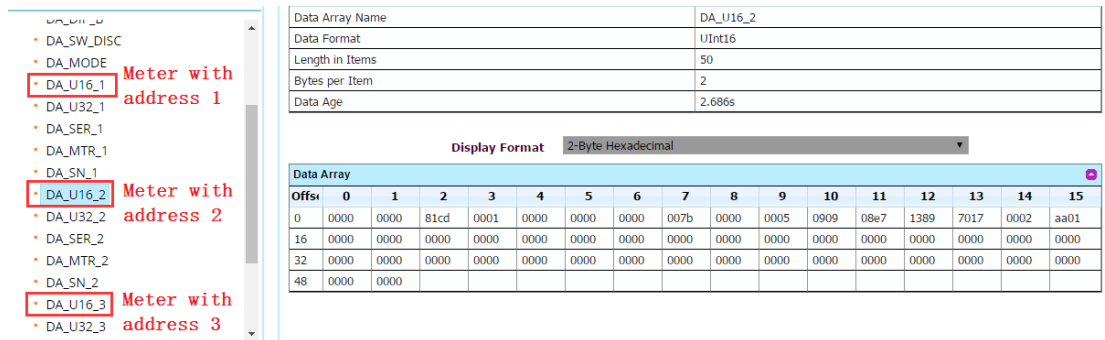 DA_SW_DISC
DA_MODE
DA_U16_1
Meter with
address 1
DA_U32_1
DA_SER_1
DA_MTR_1
DA_SN_1
DA_U16_2
Meter with
address 2
DA_U32_2
DA_SER_2
DA_MTR_2
DA_SN_2
DA_U16_3
Meter with
address 3
DA_U32_3
Data Array Name DA_U16_2
Data Format UInt16
Length in Items 50
Bytes per Item 2
Data Age 2.686s
Display Format 2-Byte Hexadecimal
Data Array
Offse 0 1 2 3 4 5 6 7 8 9 10 11 12 13 14 15
0 0000 0000 81cd 0001 0000 0000 0000 007b 0000 0005 0909 08e7 1389 7017 0002 aa01
16 0000 0000 0000 0000 0000 0000 0000 0000 0000 0000 0000 0000 0000 0000 0000 0000
32 0000 0000 0000 0000 0000 0000 0000 0000 0000 0000 0000 0000 0000 0000 0000 0000
48 0000 0000